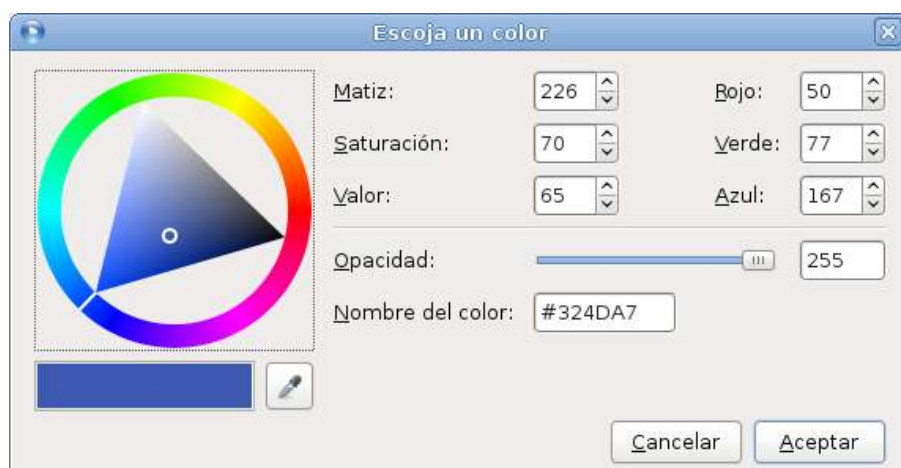 Escoja un color
Matiz: 226 Rojo: 50
Saturación: 70 Verde: 77
Valor: 65 Azul: 167
Opacidad: 255
Nombre del color: #324DA7
Cancelar Aceptar